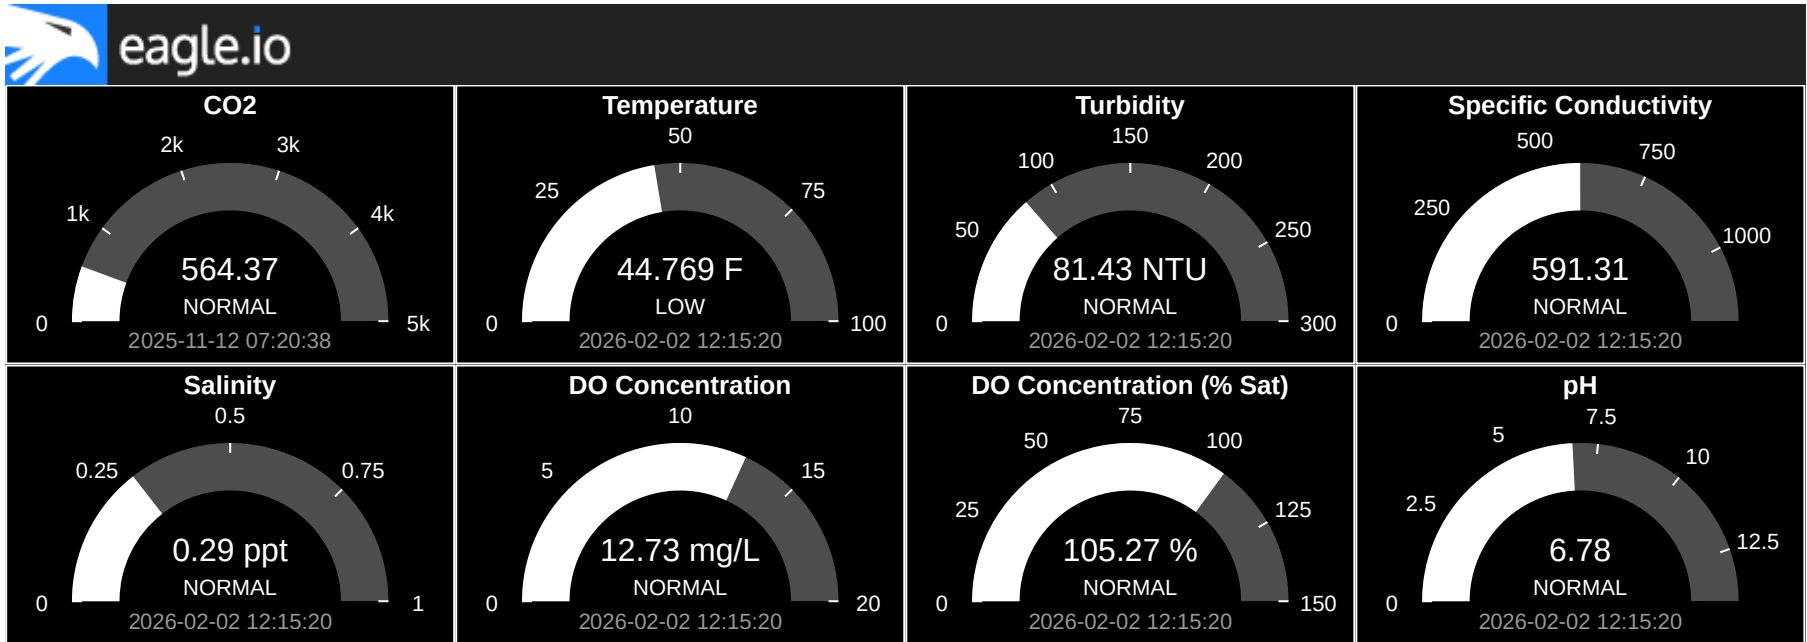 eagle.io
CO2
0
1k
2k
3k
4k
5k
564.37
NORMAL
2025-11-12 07:20:38
Temperature
0
25
50
75
100
44.769 F
LOW
2026-02-02 12:15:20
Turbidity
0
50
100
150
200
250
300
81.43 NTU
NORMAL
2026-02-02 12:15:20
Specific Conductivity
0
250
500
750
1000
591.31
NORMAL
2026-02-02 12:15:20
Salinity
0
0.25
0.5
0.75
1
0.29 ppt
NORMAL
2026-02-02 12:15:20
DO Concentration
0
5
10
15
20
12.73 mg/L
NORMAL
2026-02-02 12:15:20
DO Concentration (% Sat)
0
25
50
75
100
125
150
105.27 %
NORMAL
2026-02-02 12:15:20
pH
0
2.5
5
7.5
10
12.5
6.78
NORMAL
2026-02-02 12:15:20